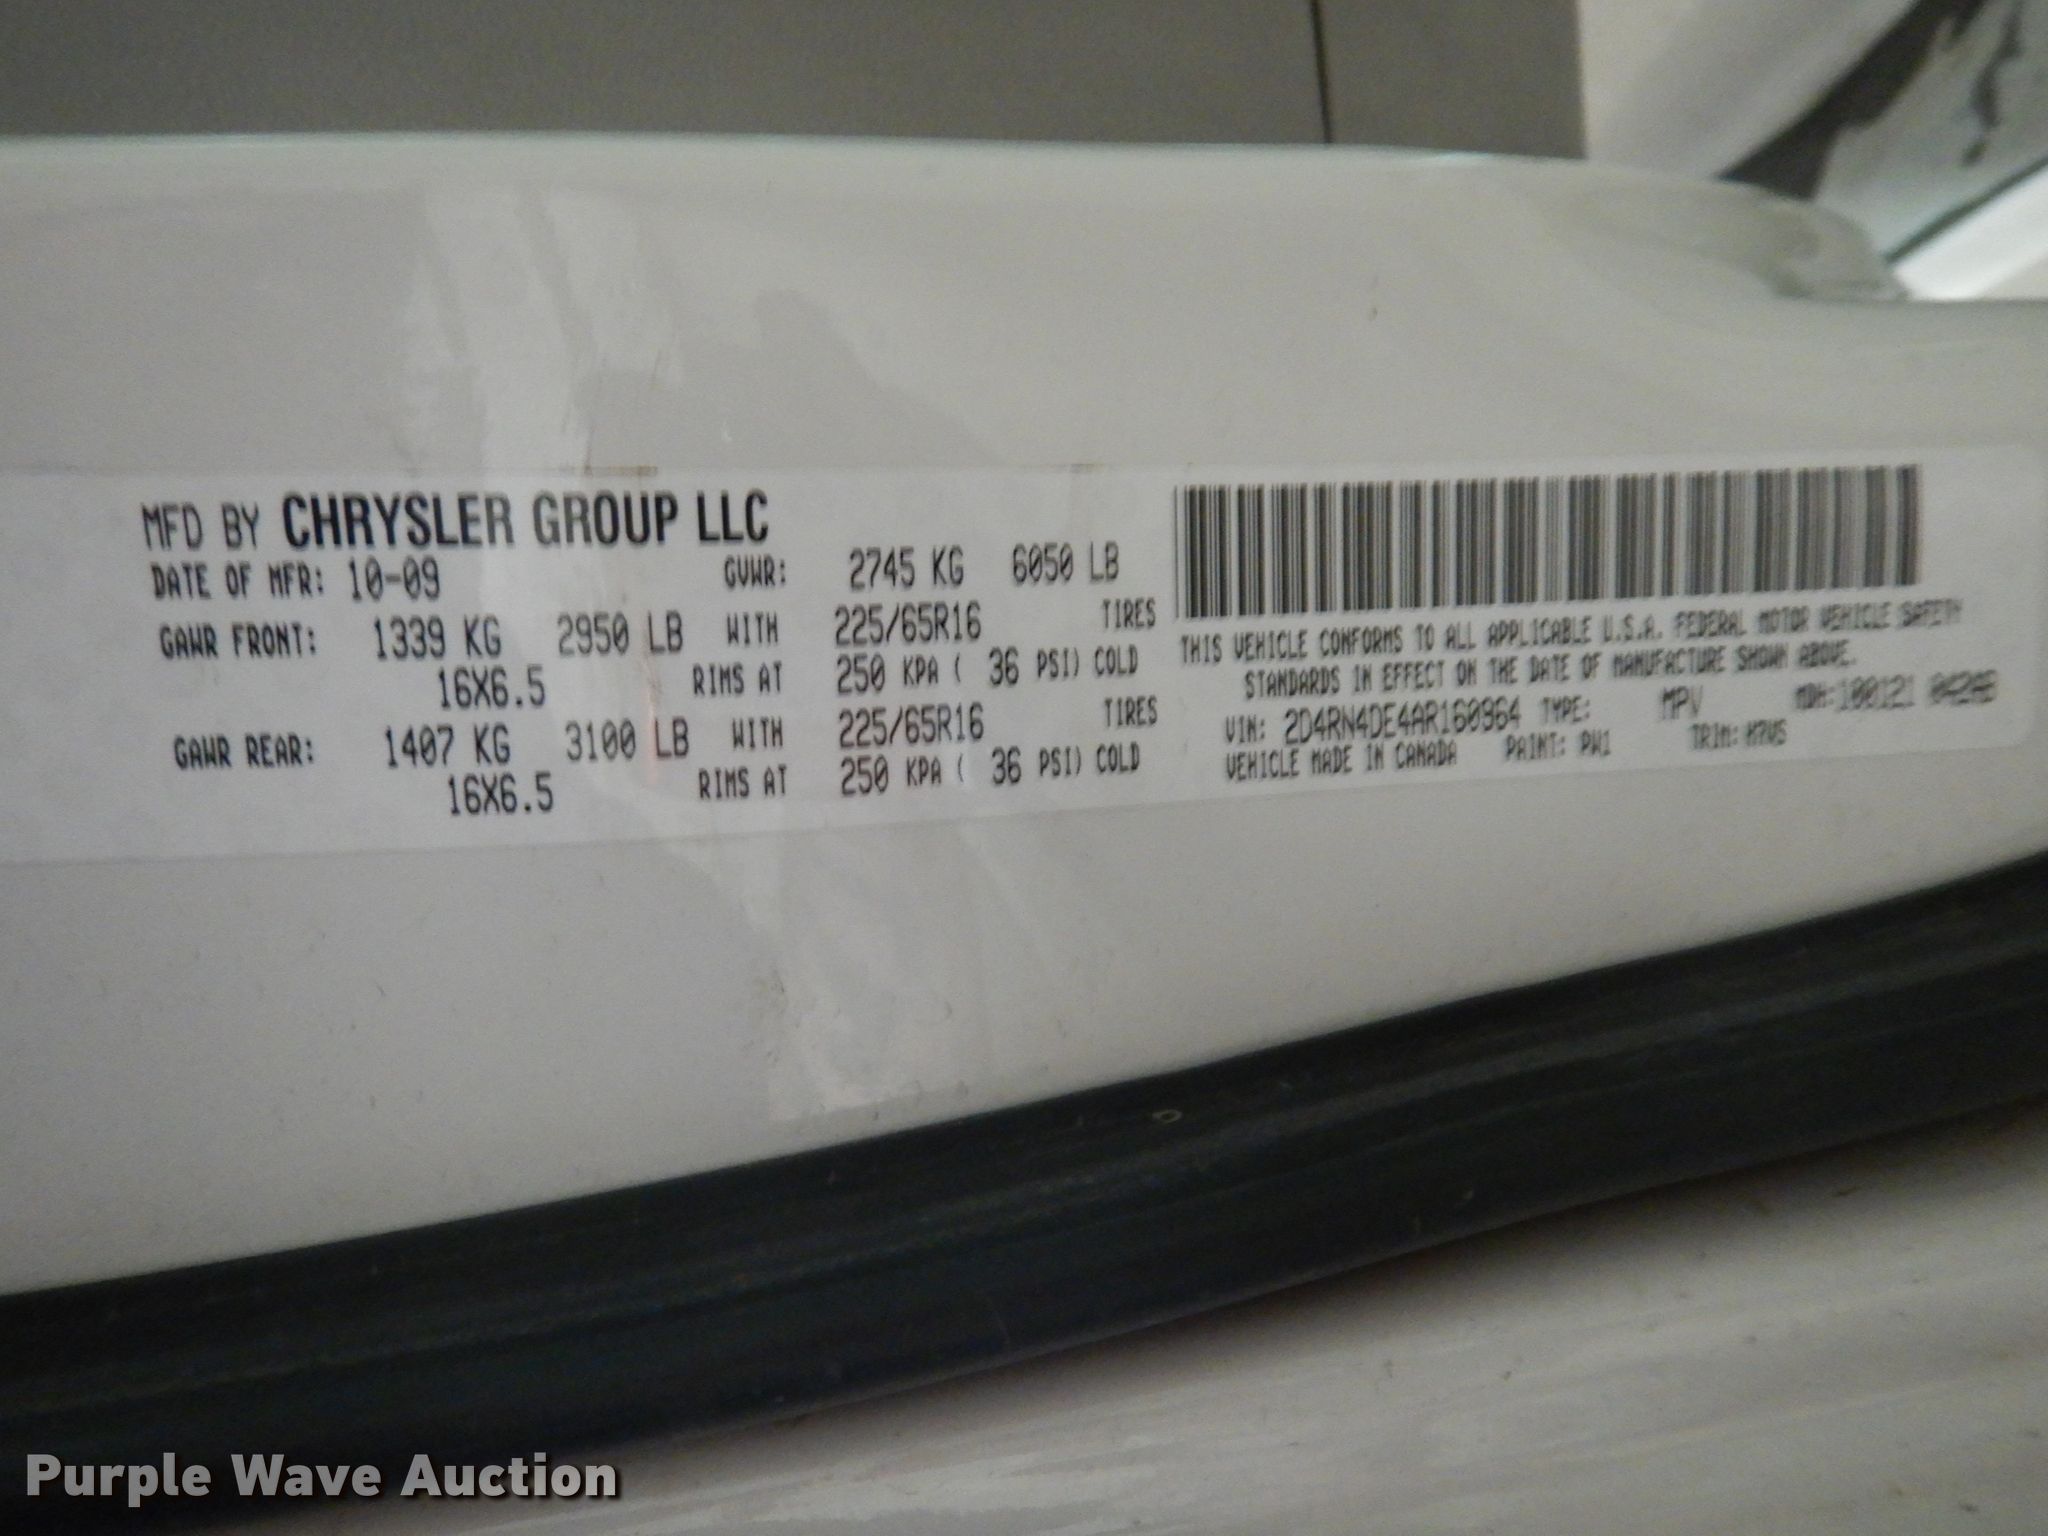 MFD BY CHRYSLER GROUP LLC
DATE OF MFR: 10-09 GVWR: 2745 KG 6050 LB
GAWR FRONT: 1339 KG 2950 LB WITH 225/65R16 TIRES
16X6.5 RIMS AT 250 KPA ( 36 PSI) COLD
GAWR REAR: 1407 KG 3100 LB WITH 225/65R16 TIRES
16X6.5 RIMS AT 250 KPA ( 36 PSI) COLD
THIS VEHICLE CONFORMS TO ALL APPLICABLE U.S.A. FEDERAL MOTOR VEHICLE SAFETY
STANDARDS IN EFFECT ON THE DATE OF MANUFACTURE SHOWN ABOVE.
VIN: 2D4RN4DE4AR160964 TYPE: MPV MDH:100121
VEHICLE MADE IN CANADA PAINT: PW1 TRIM:
Purple Wave Auction